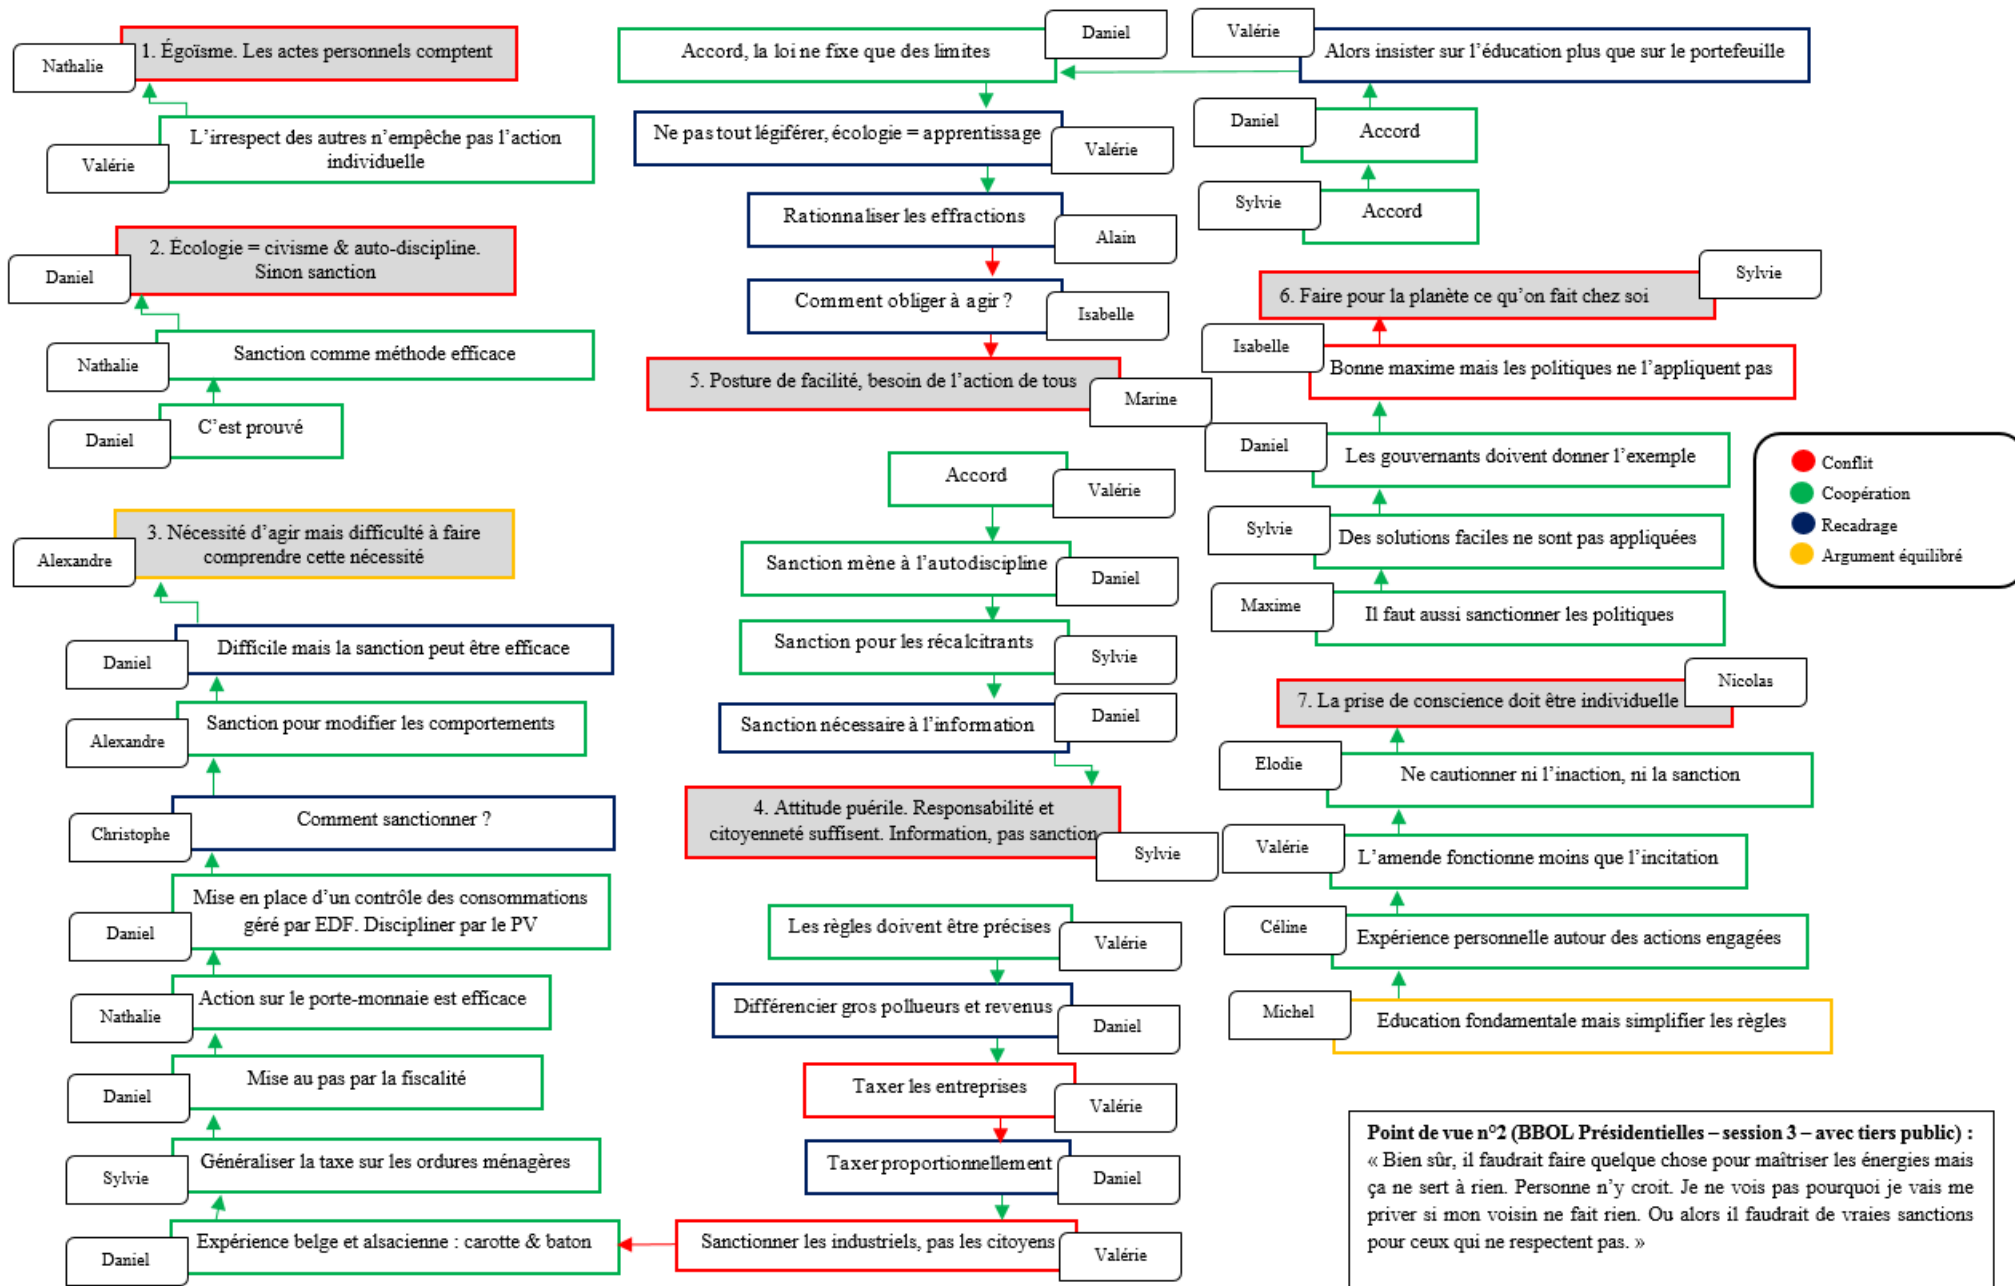 Nathalie
1. Égoïsme. Les actes personnels comptent
Valérie
L’irrespect des autres n’empêche pas l’action
individuelle
Daniel
2. Écologie = civisme & auto-discipline.
Sinon sanction
Nathalie
Sanction comme méthode efficace
Daniel
C’est prouvé
Alexandre
3. Nécessité d’agir mais difficulté à faire
comprendre cette nécessité
Daniel
Difficile mais la sanction peut être efficace
Alexandre
Sanction pour modifier les comportements
Christophe
Comment sanctionner ?
Daniel
Mise en place d’un contrôle des consommations
géré par EDF. Discipliner par le PV
Nathalie
Action sur le porte-monnaie est efficace
Daniel
Mise au pas par la fiscalité
Sylvie
Généraliser la taxe sur les ordures ménagères
Daniel
Expérience belge et alsacienne : carotte & baton
Daniel
Accord, la loi ne fixe que des limites
Ne pas tout légiférer, écologie = apprentissage
Valérie
Rationnaliser les effractions
Alain
Comment obliger à agir ?
Isabelle
5. Posture de facilité, besoin de l’action de tous
Marine
Accord
Valérie
Sanction mène à l’autodiscipline
Daniel
Sanction pour les récalcitrants
Sylvie
Sanction nécessaire à l’information
Daniel
4. Attitude puérile. Responsabilité et
citoyenneté suffisent. Information, pas sanction
Sylvie
Les règles doivent être précises
Valérie
Différencier gros pollueurs et revenus
Daniel
Taxer les entreprises
Valérie
Taxer proportionnellement
Daniel
Sanctionner les industriels, pas les citoyens
Valérie
Valérie
Alors insister sur l’éducation plus que sur le portefeuille
Daniel
Accord
Sylvie
Accord
Sylvie
6. Faire pour la planète ce qu’on fait chez soi
Isabelle
Bonne maxime mais les politiques ne l’appliquent pas
Daniel
Les gouvernants doivent donner l’exemple
Sylvie
Des solutions faciles ne sont pas appliquées
Maxime
Il faut aussi sanctionner les politiques
Nicolas
7. La prise de conscience doit être individuelle
Elodie
Ne cautionner ni l’inaction, ni la sanction
Valérie
L’amende fonctionne moins que l’incitation
Céline
Expérience personnelle autour des actions engagées
Michel
Education fondamentale mais simplifier les règles
Conflit
Coopération
Recadrage
Argument équilibré
Point de vue n°2 (BBOL Présidentielles – session 3 – avec tiers public) :
« Bien sûr, il faudrait faire quelque chose pour maîtriser les énergies mais
ça ne sert à rien. Personne n’y croit. Je ne vois pas pourquoi je vais me
priver si mon voisin ne fait rien. Ou alors il faudrait de vraies sanctions
pour ceux qui ne respectent pas. »